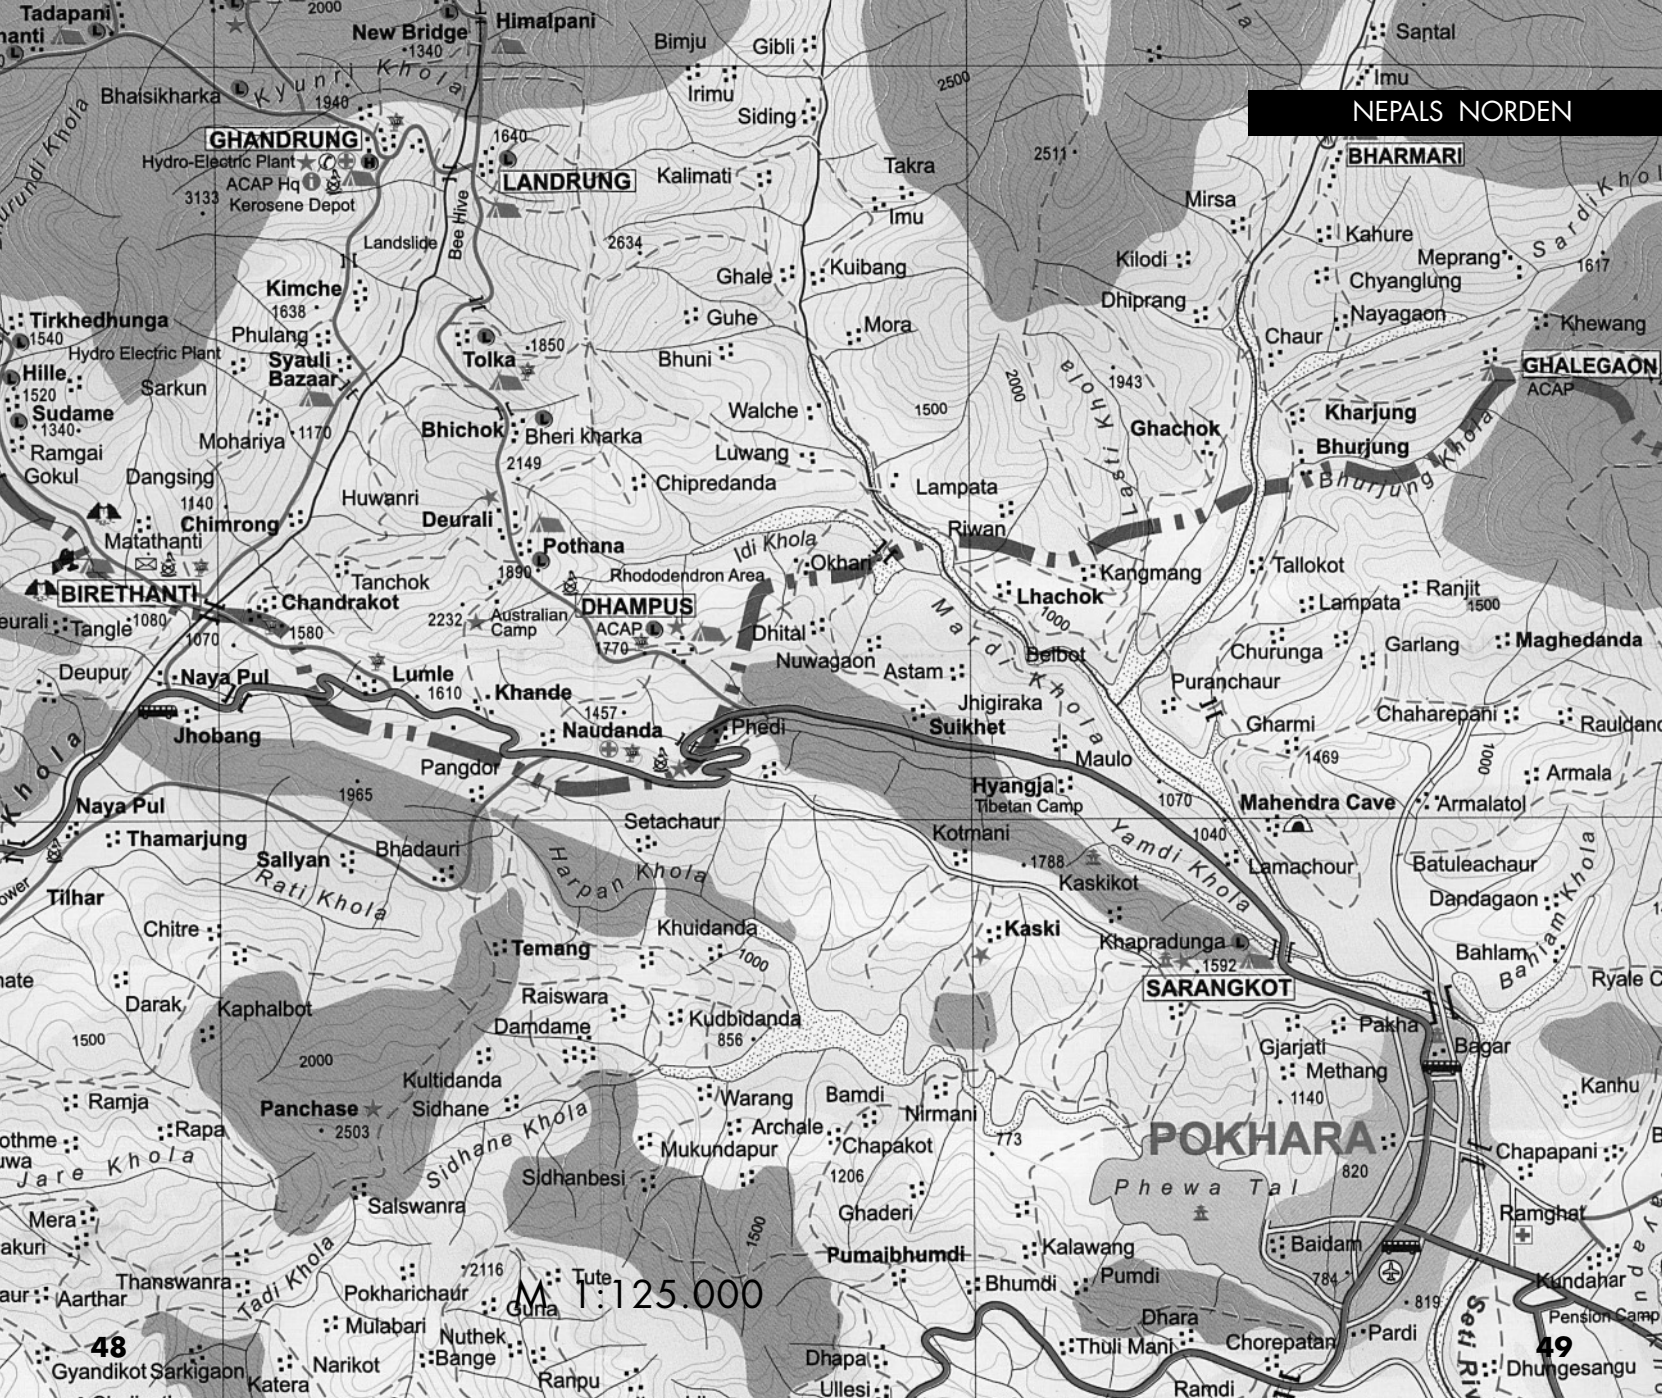 Tadapani
2000
New Bridge
1340
Himalpani
Bimju
Gibli
Santal
Irimu
2500
Imu
Bhaisikharka
Kyunri Khola
1940
Siding
NEPALS NORDEN
GHANDRUNG
1640
2511
BHARMARI
Hydro-Electric Plant
LANDRUNG
Kalimati
Takra
ACAP Hq
3133
Kerosene Depot
Imu
Mirsa
Sardi Khol
Landslide
Bee Hive
2634
Kahure
Meprang
1617
Kimche
1638
Ghale
Kuibang
Kilodi
Chyanglung
Dhiprang
Nayagaon
Tirkhedhunga
1540
Phulang
Guhe
Mora
Chaur
Khewang
Hydro Electric Plant
Syauli
Bazaar
Tolka
1850
Bhuni
GHALEGAON
ACAP
Hille
1520
Sarkun
2000
Lasti Khola
1943
Sudame
1340
Mohariya
1170
Bhichok
Bheri kharka
Walche
1500
Ghachok
Kharjung
Bhurjung
Bhurjung Khola
Ramgai
Gokul
Dangsing
2149
Luwang
1140
Huwanri
Chipredanda
Lampata
Chimrong
Deurali
Riwan
Matathanti
Pothana
Idi Khola
Okhari
1890
Rhododendron Area
Kangmang
Tallokot
BIRETHANTI
Tanchok
Chandrakot
DHAMPUS
Lhachok
1000
Lampata
Ranjit
1500
eurali
Tangle
1080
1070
1580
2232
Australian
Camp
ACAP
1770
Dhital
Mardi Khola
Beibot
Churunga
Garlang
Maghedanda
Deupur
Naya Pul
Lumle
1610
Khande
Nuwagaon
Astam
Puranchaur
Jhobang
1457
Naudanda
Phedi
Jhigiraka
Suikhet
Gharmi
Chaharepani
Rauldand
Khola
Pangdor
Maulo
1469
1000
Naya Pul
1965
Hyangja
Tibetan Camp
1070
Mahendra Cave
Armala
Armalatol
Thamarjung
Setachaur
Kotmani
1040
Sallyan
Bhadauri
Harpan Khola
1788
Kaskikot
Yamdi Khola
Lamachour
Batuleachaur
Tilhar
Rati Khola
Dandagaon
Bahiam Khola
Chitre
Temang
Khuidanda
1000
Kaski
Khapradunga
1592
SARANGKOT
Bahlam
Ryale C
Darak
Kaphalbot
Raiswara
Damdame
Kudbidanda
856
Pakha
1500
2000
Gjarjati
Bagar
Kultidanda
Methang
Kanhu
Ramja
Panchase
2503
Sidhane
Sidhane Khola
Warang
Bamdi
Nirmani
1140
Rapa
Archale
Mukundapur
Chapakot
773
POKHARA
820
Chapapani
Jare Khola
Sidhanbesi
1206
Phewa Tal
Mera
Salswanra
Ghaderi
Ramghat
akuri
Tadi Khola
1500
Pumaibhumdi
Kalawang
Baidam
784
Thanswanra
2116
Tute
Bhumdi
Pumdi
Kundahar
Aarthar
Pokharichaur
Guna
M 1:125.000
819
Pension Camp
Mulabari
Dhara
Seti Riv
48
Nuthek
Bange
Thuli Mani
Chorepatan
Pardi
49
Gyandikot
Sarkigaon
Narikot
Dhapa
Dhungesangu
Katera
Ranpu
Ullesi
Ramdi